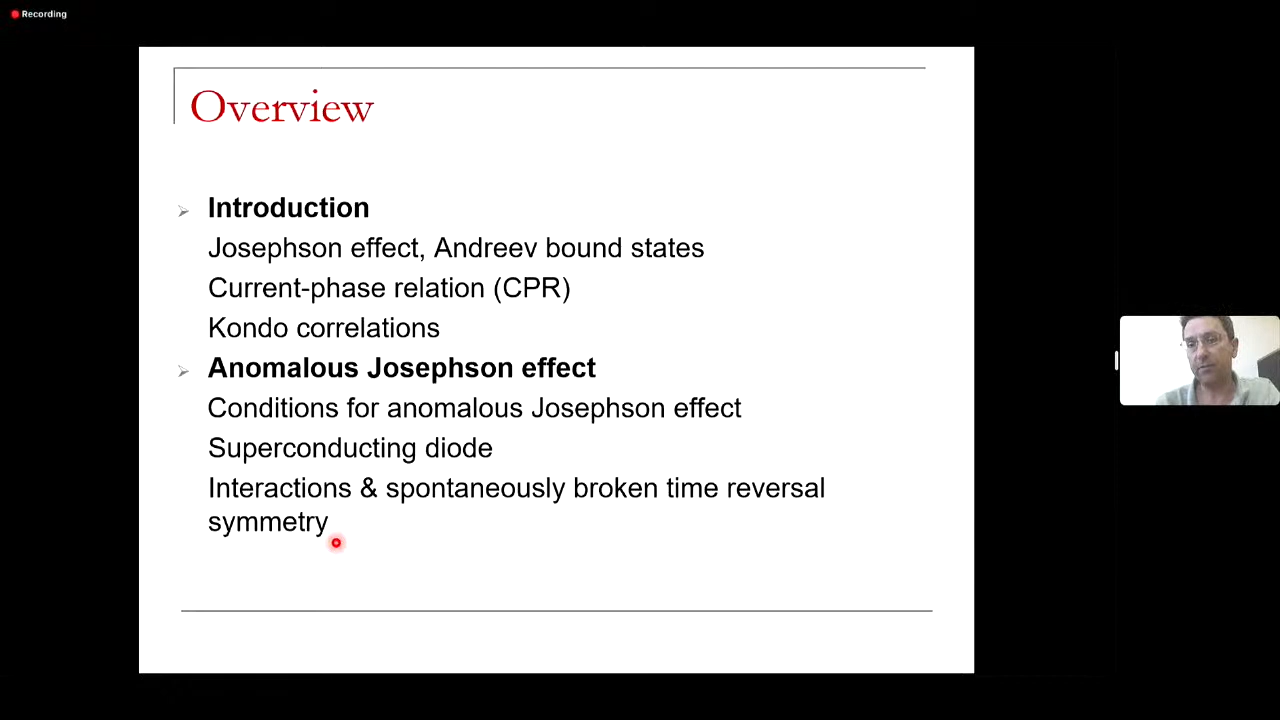 Recording
Overview
Introduction
Josephson effect, Andreev bound states
Current-phase relation (CPR)
Kondo correlations
Anomalous Josephson effect
Conditions for anomalous Josephson effect
Superconducting diode
Interactions & spontaneously broken time reversal
symmetry